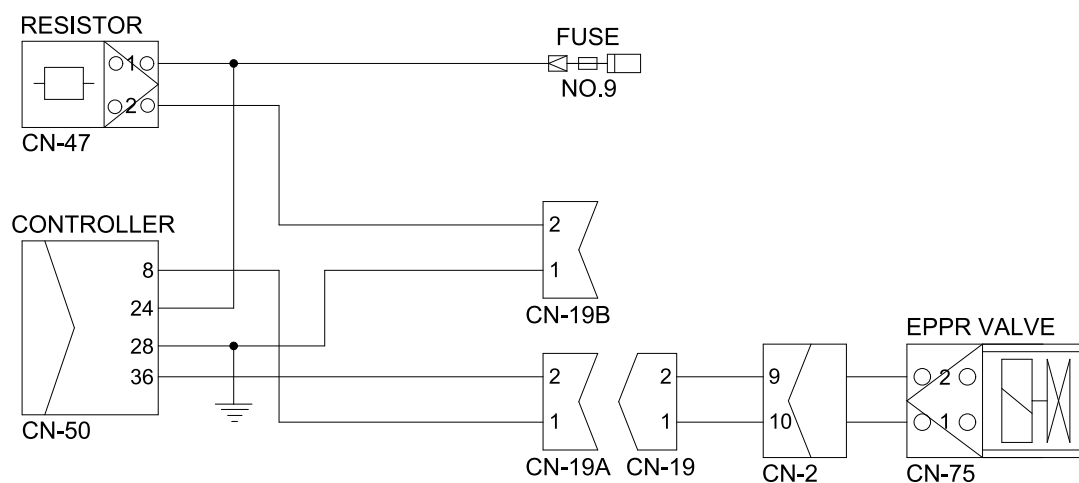 RESISTOR
1
2
CN-47
FUSE
NO.9
CONTROLLER
8
24
28
36
CN-50
2
1
CN-19B
2
1
CN-19A
2
1
CN-19
9
10
CN-2
EPPR VALVE
2
1
CN-75